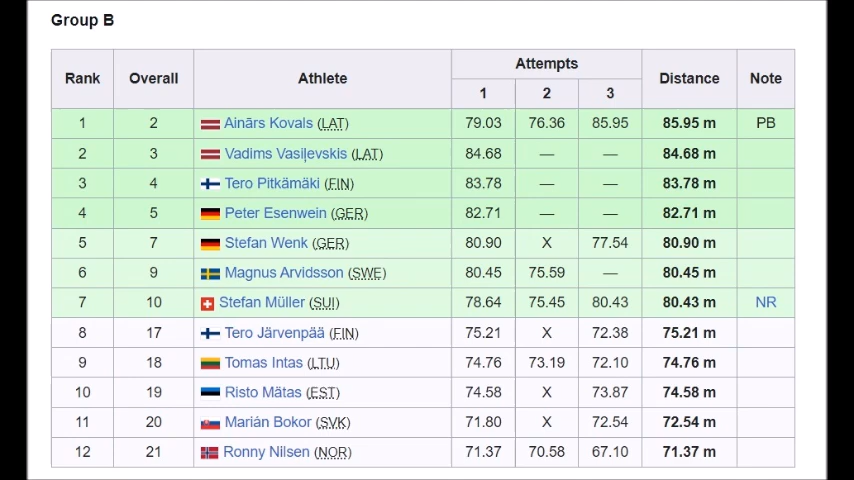 Group B
Rank Overall Athlete Attempts Distance Note
1 2 3
1 2 Ainārs Kovals (LAT) 79.03 76.36 85.95 85.95 m PB
2 3 Vadims Vasiļevskis (LAT) 84.68 — — 84.68 m
3 4 Tero Pitkämäki (FIN) 83.78 — — 83.78 m
4 5 Peter Esenwein (GER) 82.71 — — 82.71 m
5 7 Stefan Wenk (GER) 80.90 X 77.54 80.90 m
6 9 Magnus Arvidsson (SWE) 80.45 75.59 — 80.45 m
7 10 Stefan Müller (SUI) 78.64 75.45 80.43 80.43 m NR
8 17 Tero Järvenpää (FIN) 75.21 X 72.38 75.21 m
9 18 Tomas Intas (LTU) 74.76 73.19 72.10 74.76 m
10 19 Risto Mätas (EST) 74.58 X 73.87 74.58 m
11 20 Marián Bokor (SVK) 71.80 X 72.54 72.54 m
12 21 Ronny Nilsen (NOR) 71.37 70.58 67.10 71.37 m